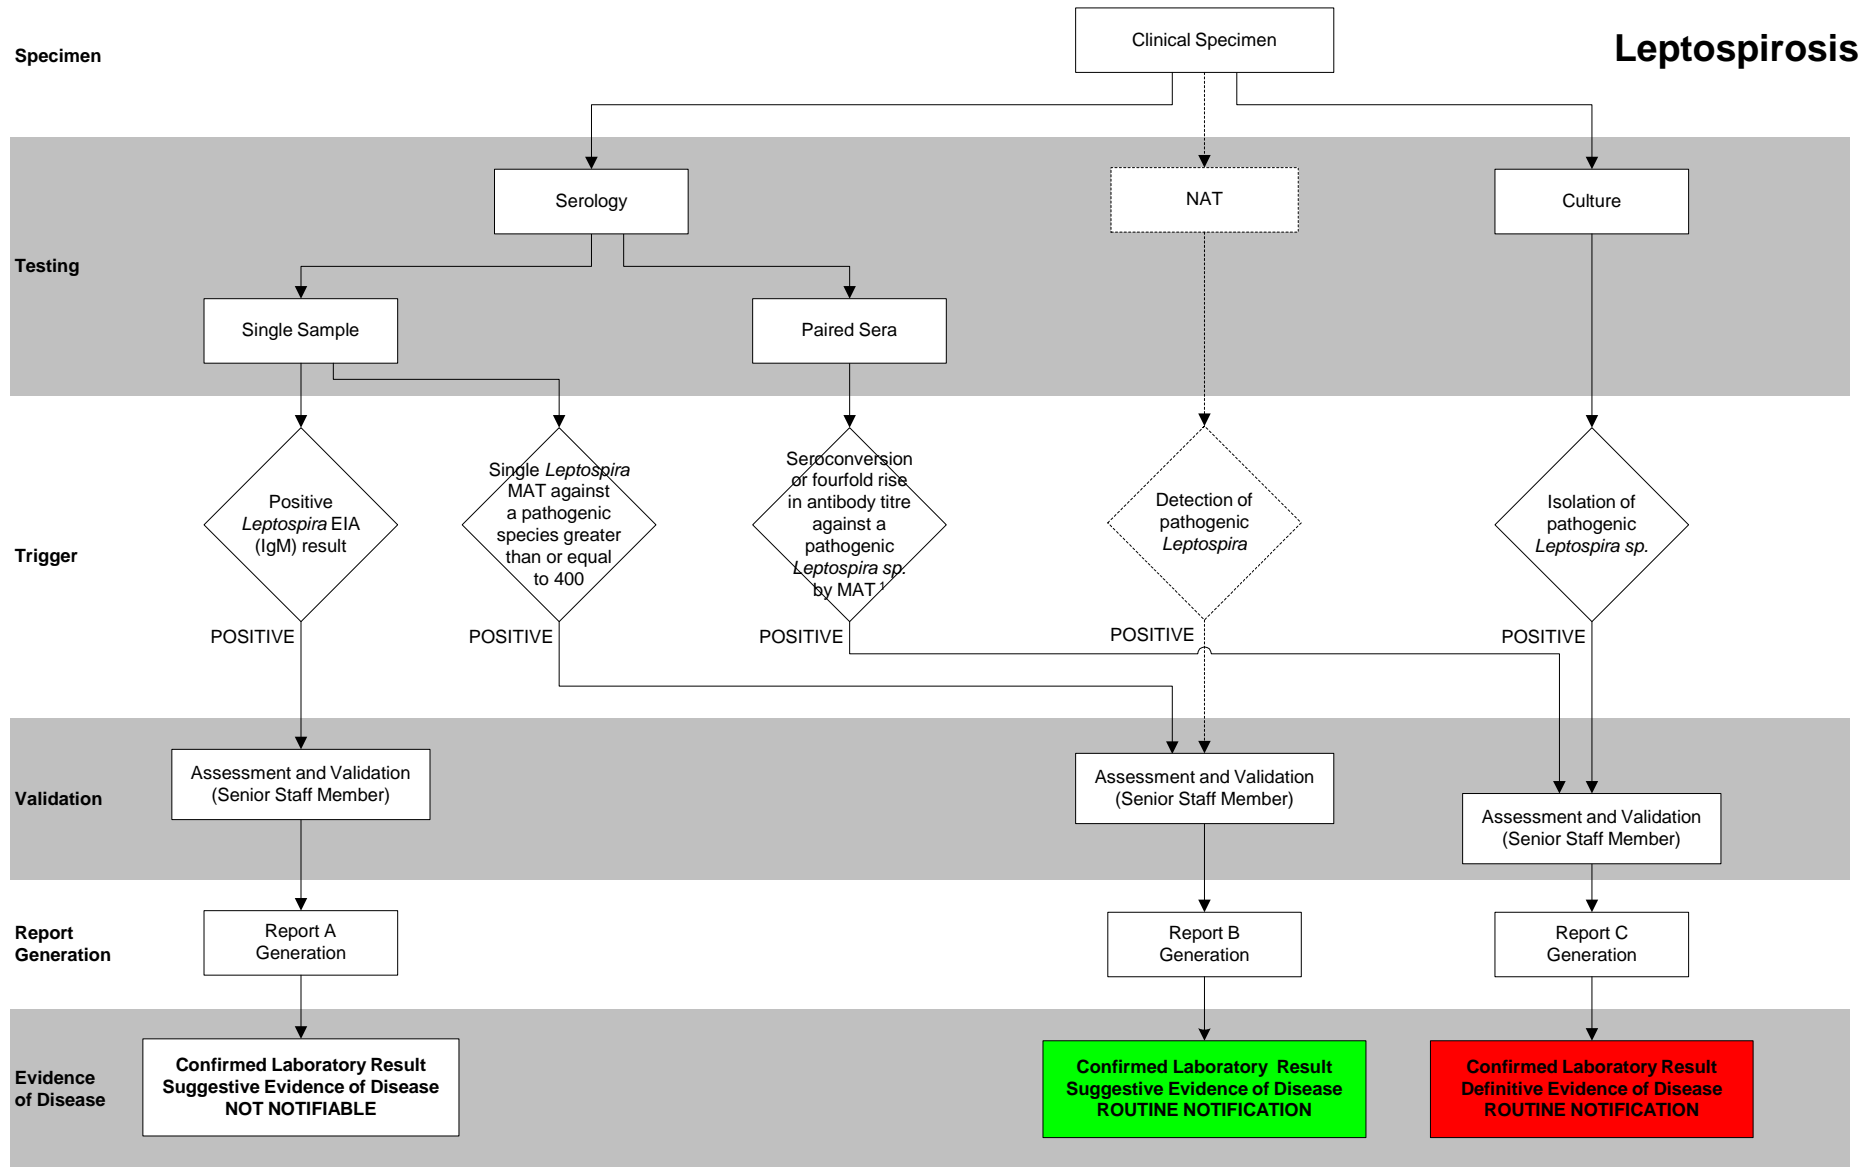 Leptospirosis
Specimen
Clinical Specimen
Testing
Serology
NAT
Culture
Single Sample
Paired Sera
Trigger
Positive
Leptospira EIA
(IgM) result
Single Leptospira
MAT against
a pathogenic
species greater
than or equal
to 400
Seroconversion
or fourfold rise
in antibody titre
against a
pathogenic
Leptospira sp.
by MAT 1
Detection of
pathogenic
Leptospira
Isolation of
pathogenic
Leptospira sp.
POSITIVE
POSITIVE
POSITIVE
POSITIVE
POSITIVE
Validation
Assessment and Validation
(Senior Staff Member)
Assessment and Validation
(Senior Staff Member)
Assessment and Validation
(Senior Staff Member)
Report
Generation
Report A
Generation
Report B
Generation
Report C
Generation
Evidence
of Disease
Confirmed Laboratory Result
Suggestive Evidence of Disease
NOT NOTIFIABLE
Confirmed Laboratory Result
Suggestive Evidence of Disease
ROUTINE NOTIFICATION
Confirmed Laboratory Result
Definitive Evidence of Disease
ROUTINE NOTIFICATION